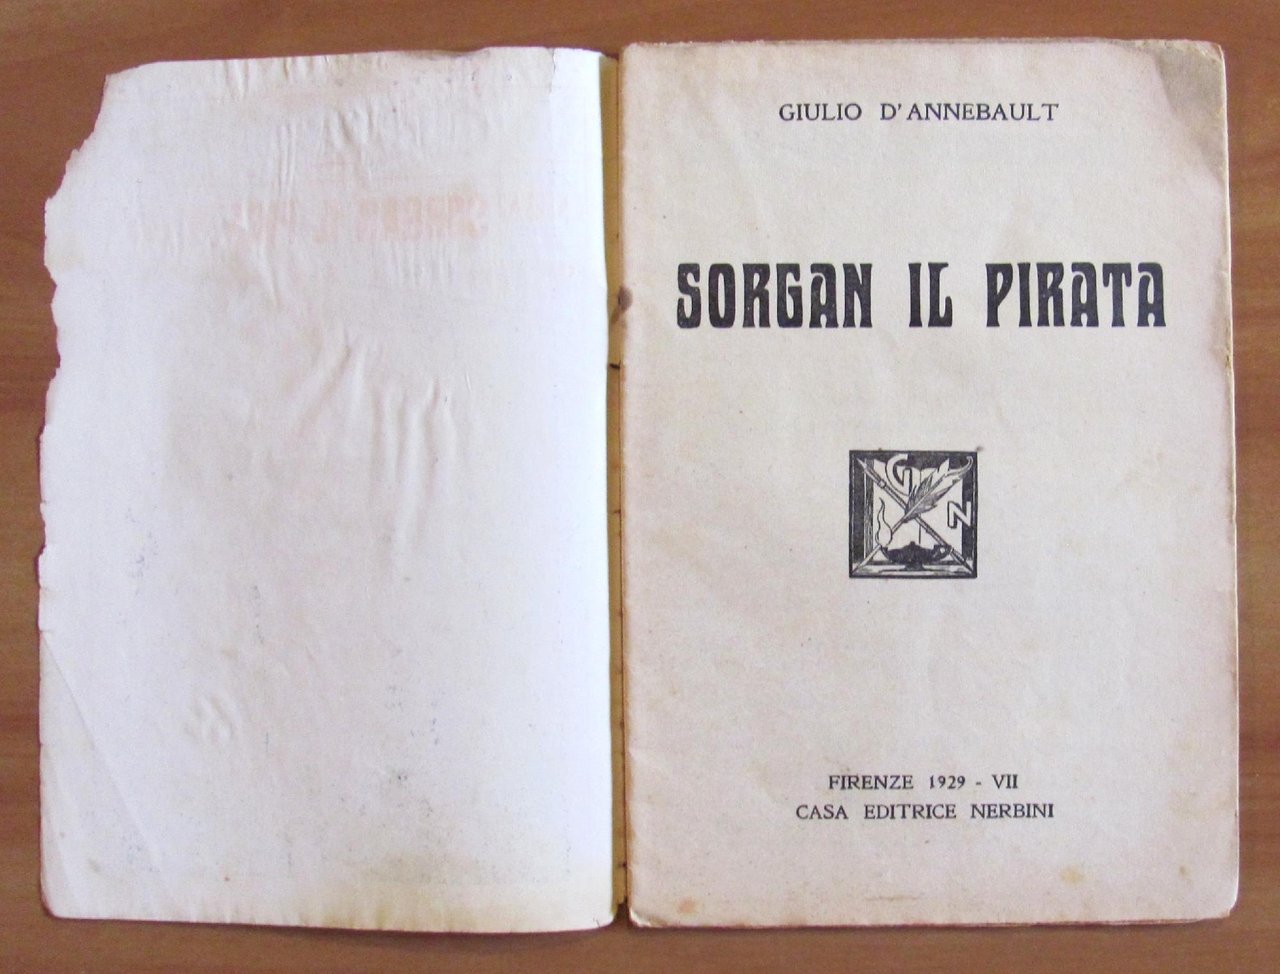 GIULIO D'ANNEBAULT
SORGAN IL PIRATA
G
N
FIRENZE 1929 - VII
CASA EDITRICE NERBINI